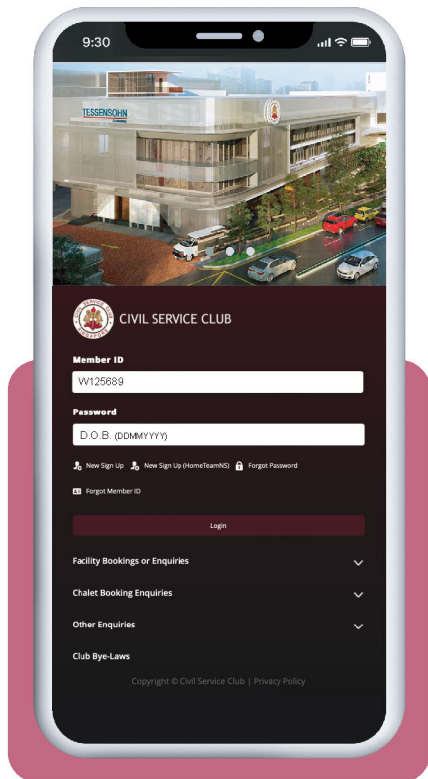 9:30
TESSENSOHN
CIVIL SERVICE CLUB
Member ID
W125689
Password
D.O.B. (DDMMYYYY)
New Sign Up New Sign Up (HomeTeamNS) Forgot Password
Forgot Member ID
Login
Facility Bookings or Enquiries
Chalet Booking Enquiries
Other Enquiries
Club Bye-Laws
Copyright © Civil Service Club | Privacy Policy